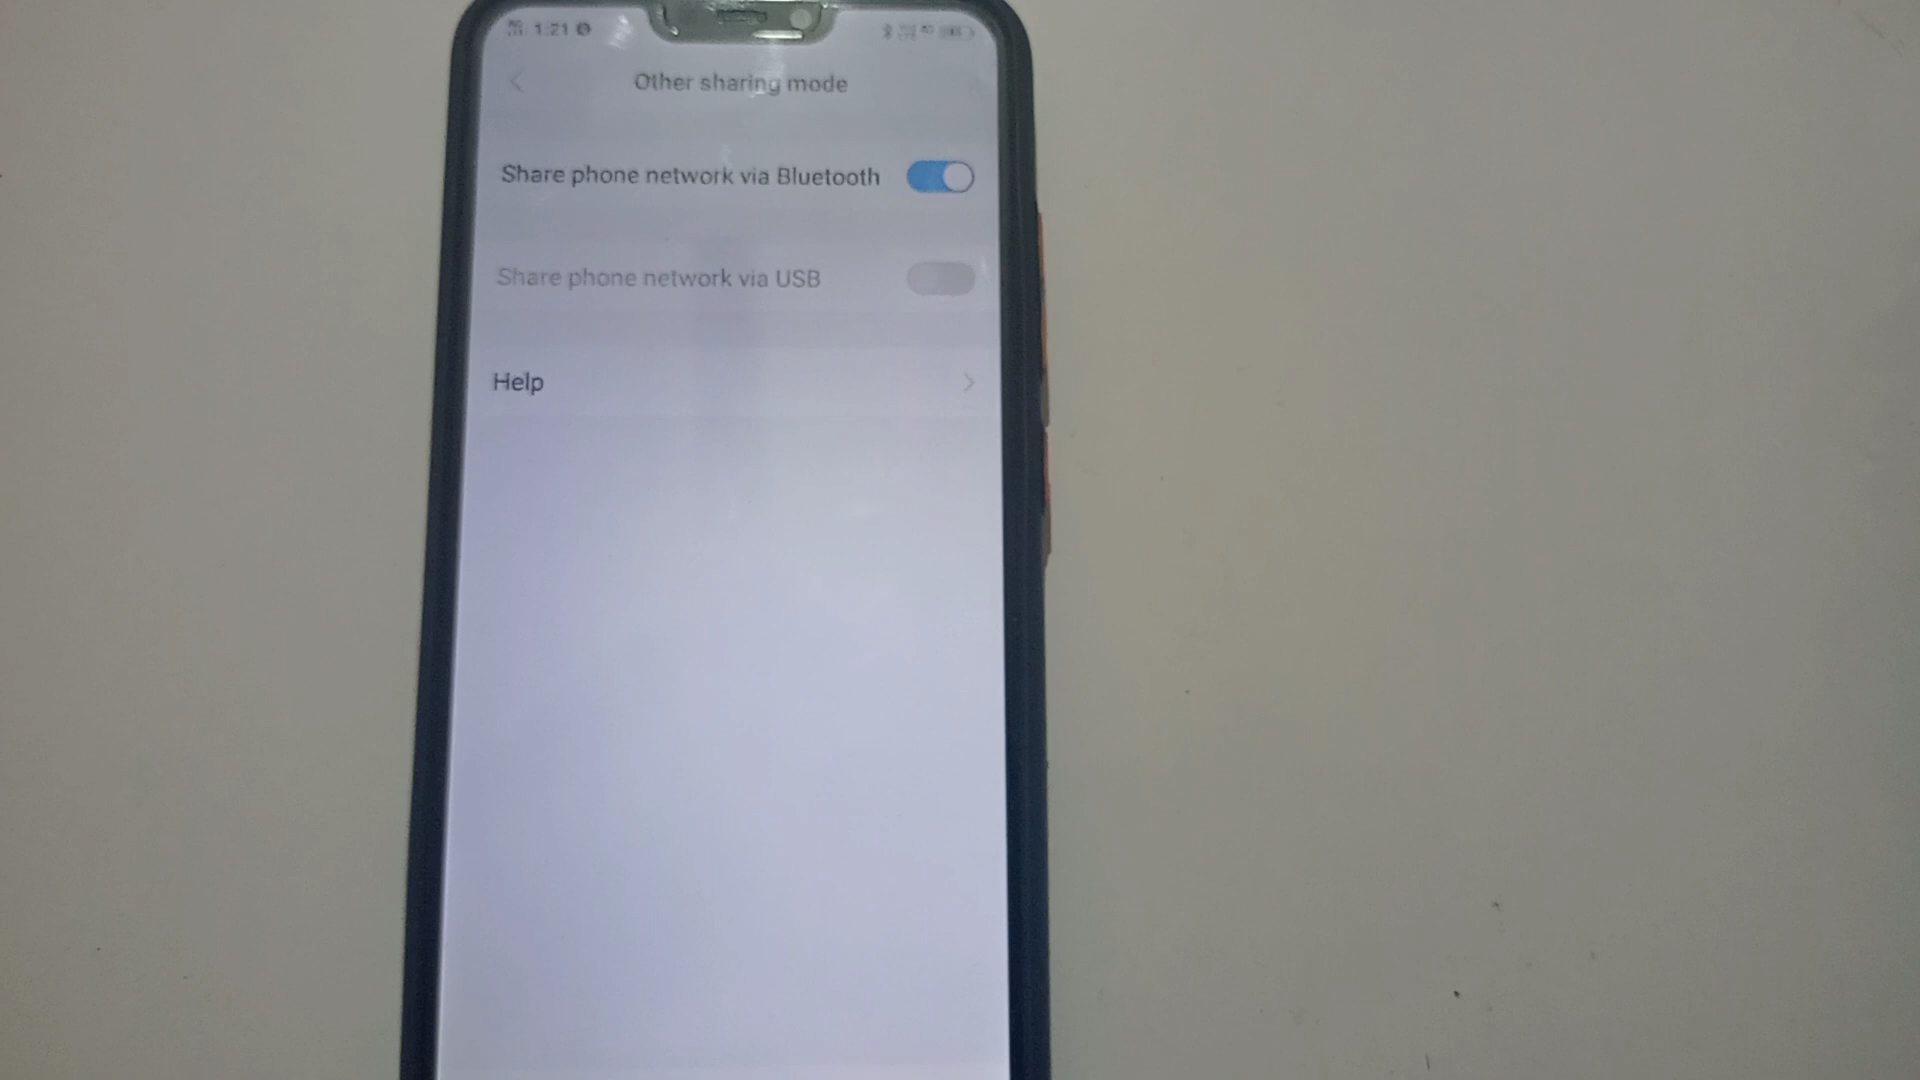 1:21
Other sharing mode
Share phone network via Bluetooth
Share phone network via USB
Help